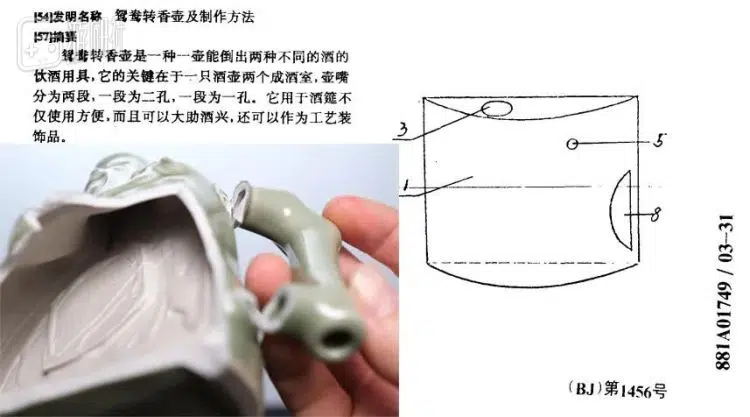 [54]发明名称 鸳鸯转香壶及制作方法
[57]摘要
鸳鸯转香壶是一种一壶能倒出两种不同的酒的
饮酒用具，它的关键在于一只酒壶两个成酒室，壶嘴
分为两段，一段为二孔，一段为一孔。它用于酒筵不
仅使用方便，而且可以大助酒兴，还可以作为工艺装
饰品。
3
5
1
8
881A01749 / 03-31
(BJ)第1456号